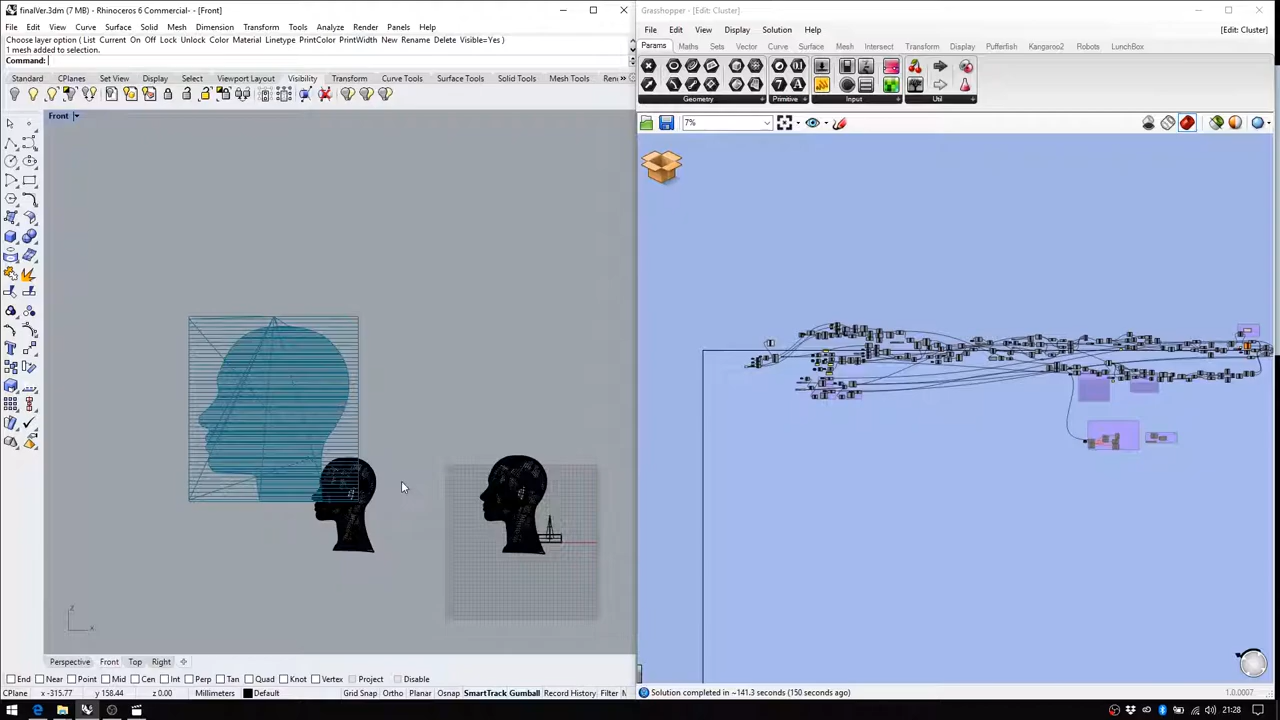 finalVer.3dm (7 MB) - Rhinoceros 6 Commercial- - [Front]
File Edit View Curve Surface Solid Mesh Dimension Transform Tools Analyze Render Panels Help
Choose layer option ( List Current On Off Lock Unlock Color Material Linetype PrintColor PrintWidth New Rename Delete Visible=Yes )
1 mesh added to selection.
Command:
Standard CPlanes Set View Display Select Viewport Layout Visibility Transform Curve Tools Surface Tools Solid Tools Mesh Tools
Front
z
x
Perspective Front Top Right
End Near Point Mid Cen Int Perp Tan Quad Knot Vertex Project Disable
CPlane x -315.77 y 158.44 z 0.00 Millimeters Default Grid Snap Ortho Planar Osnap SmartTrack Gumball Record History Filter
Grasshopper - [Edit: Cluster]
File Edit View Display Solution Help [Edit: Cluster]
Params Maths Sets Vector Curve Surface Mesh Intersect Transform Display Pufferfish Kangaroo2 Robots LunchBox
Geometry Primitive Input Util
7%
Solution completed in ~141.3 seconds (150 seconds ago)
1.0.0007
21:28